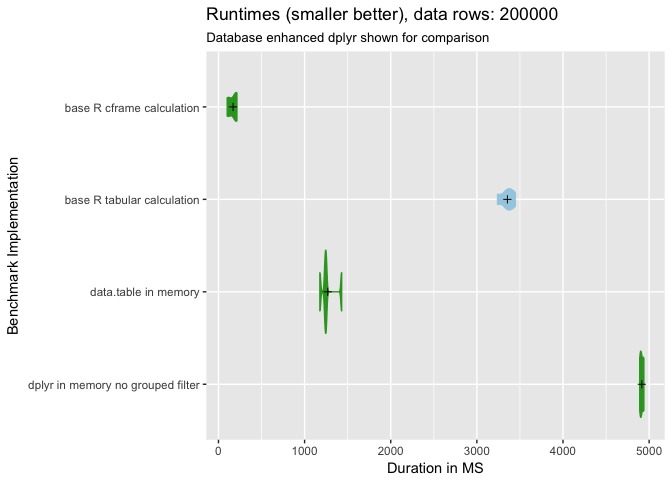 Runtimes (smaller better), data rows: 200000
Database enhanced dplyr shown for comparison
Benchmark Implementation
base R cframe calculation
base R tabular calculation
data.table in memory
dplyr in memory no grouped filter
0 1000 2000 3000 4000 5000
Duration in MS